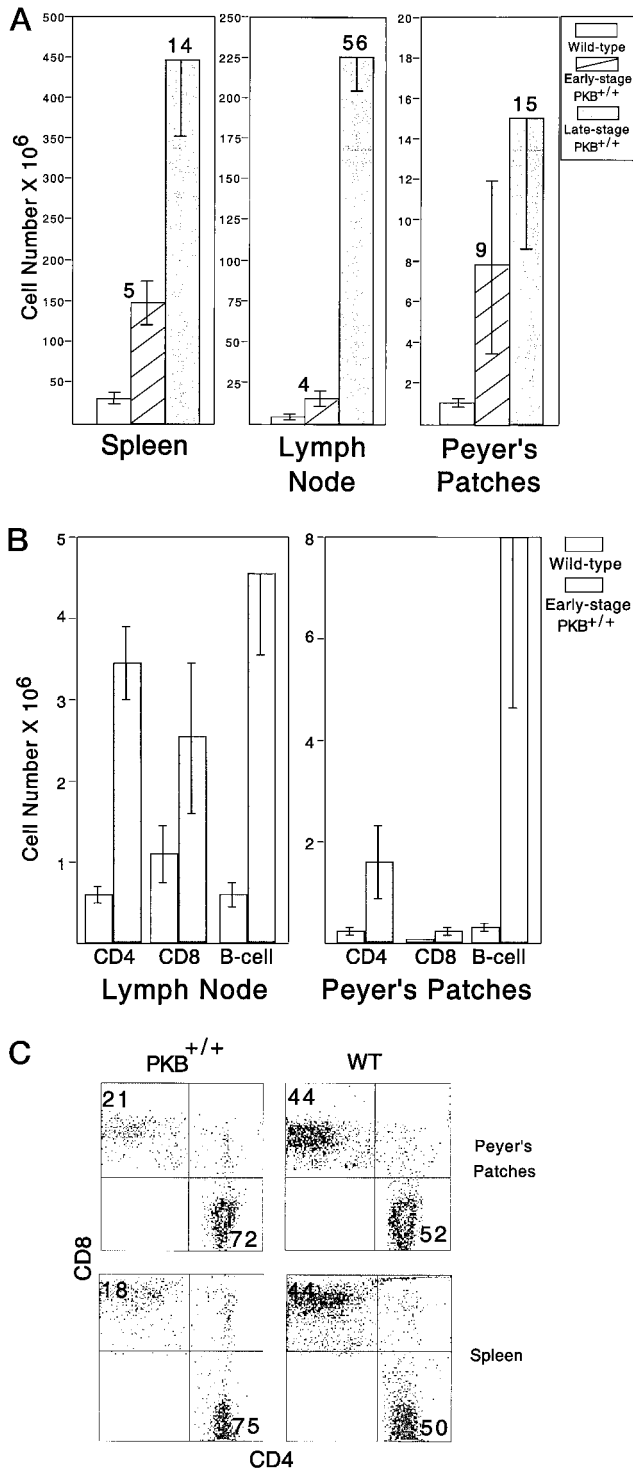 A
Cell Number X 10^6
500
450
400
350
300
250
200
150
100
50
5
14
Spleen
250
225
200
175
150
125
100
75
50
25
4
56
Lymph
Node
20
18
16
14
12
10
8
6
4
2
9
15
Peyer's
Patches
Wild-type
Early-stage
PKB+/+
Late-stage
PKB+/+
B
Cell Number X 10^6
5
4
3
2
1
CD4 CD8 B-cell
Lymph Node
8
6
4
2
CD4 CD8 B-cell
Peyer's Patches
Wild-type
Early-stage
PKB+/+
C
PKB+/+
WT
21
72
44
52
Peyer's
Patches
18
75
44
50
Spleen
CD8
CD4